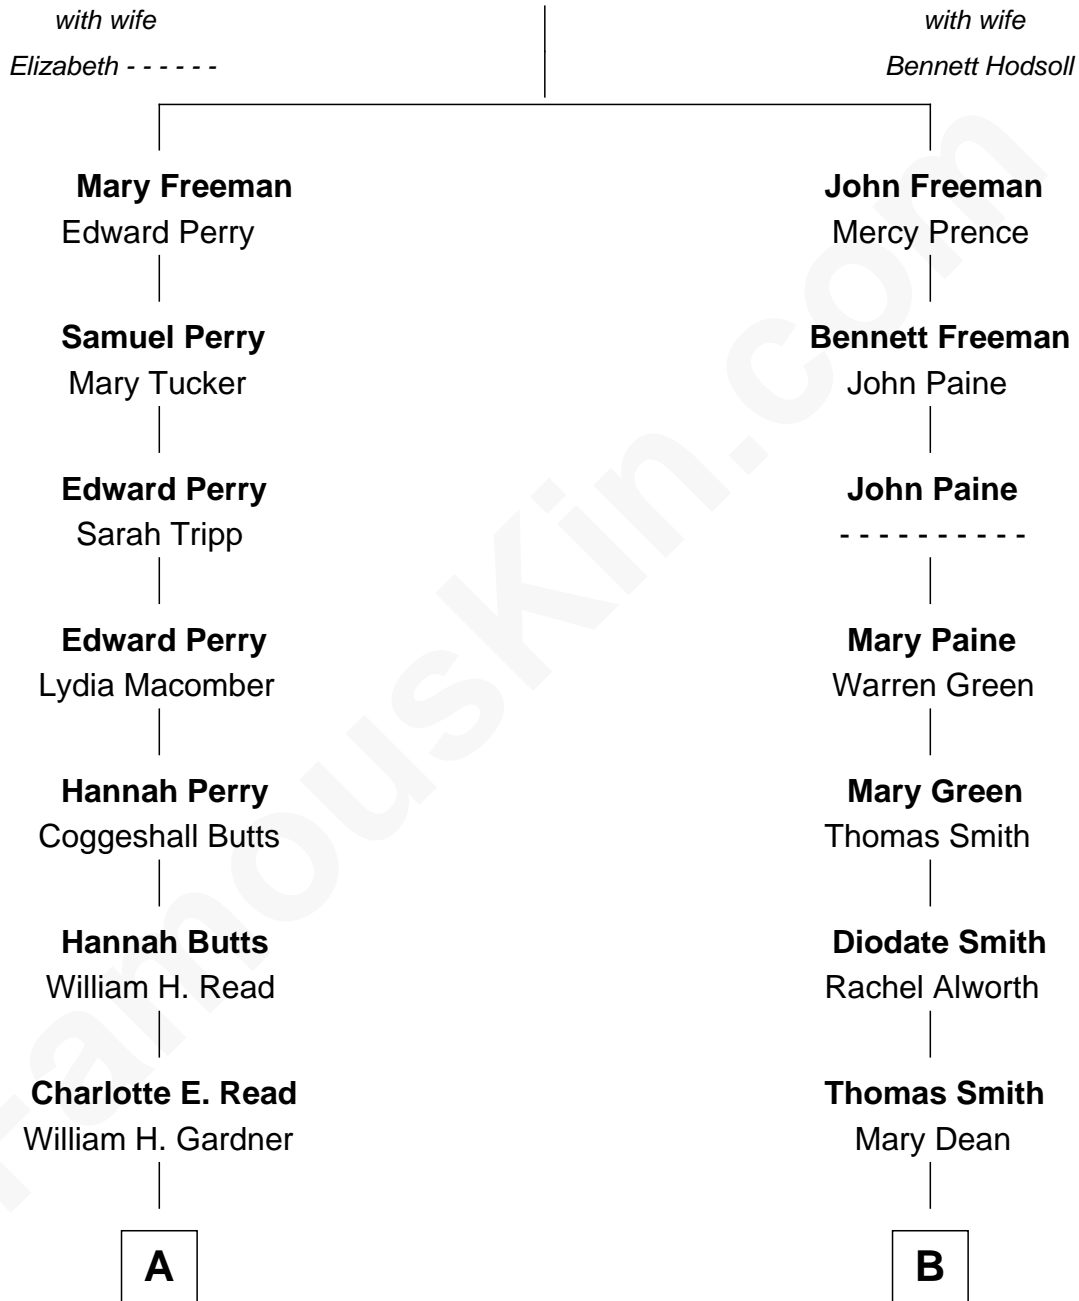 with wife
Elizabeth - - - - - -
with wife
Bennett Hodsoll
Mary Freeman
Edward Perry
John Freeman
Mercy Prence
Samuel Perry
Mary Tucker
Bennett Freeman
John Paine
Edward Perry
Sarah Tripp
John Paine
- - - - - - - - - -
Edward Perry
Lydia Macomber
Mary Paine
Warren Green
Hannah Perry
Coggeshall Butts
Mary Green
Thomas Smith
Hannah Butts
William H. Read
Diodate Smith
Rachel Alworth
Charlotte E. Read
William H. Gardner
Thomas Smith
Mary Dean
A
B
FamousKin.com